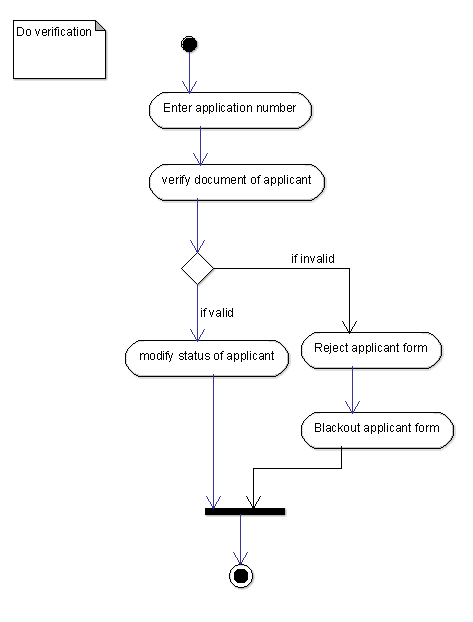 Do verification
Enter application number
verify document of applicant
if invalid
if valid
modify status of applicant
Reject applicant form
Blackout applicant form